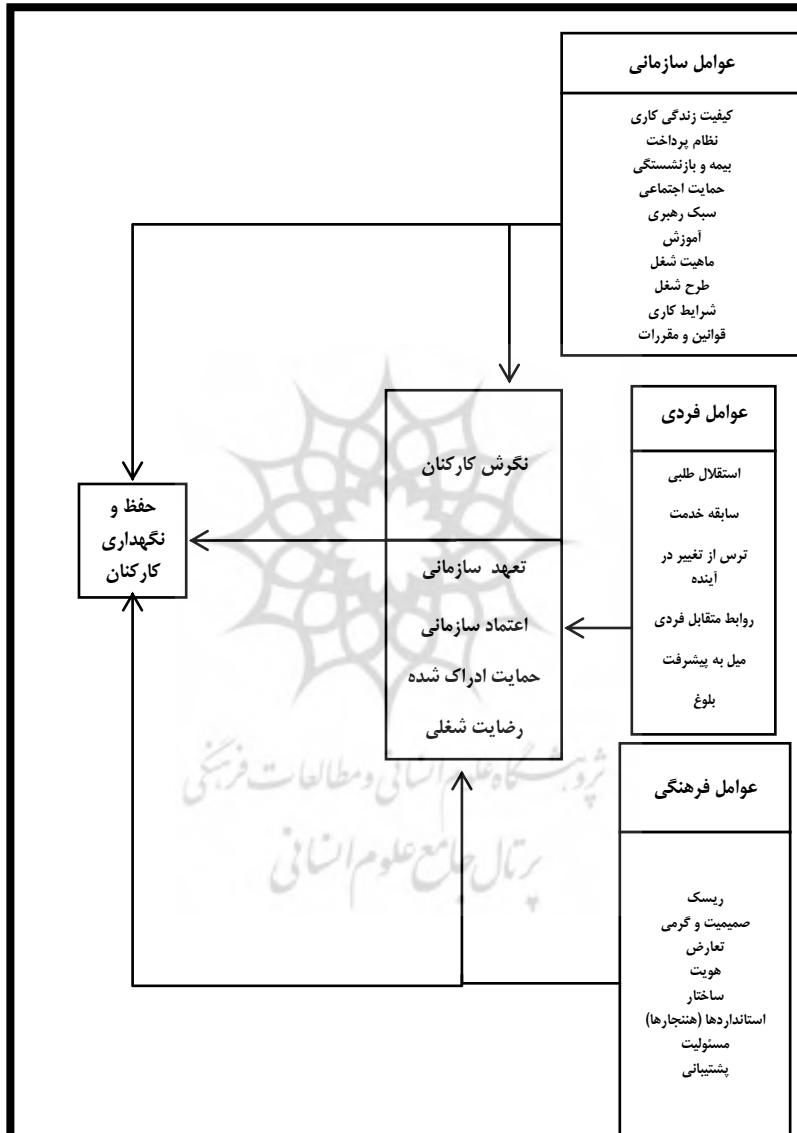 عوامل سازمانی
کیفیت زندگی کاری
نظام پرداخت
بیمه و بازنشستگی
حمایت اجتماعی
سبک رهبری
آموزش
ماهیت شغل
طرح شغل
شرایط کاری
قوانین و مقررات
عوامل فردی
استقلال طلبی
سابقه خدمت
ترس از تغییر در
آینده
روابط متقابل فردی
میل به پیشرفت
بلوغ
نگرش کارکنان
تعهد سازمانی
اعتماد سازمانی
حمایت ادراک شده
رضایت شغلی
حفظ و
نگهداری
کارکنان
عوامل فرهنگی
ریسک
صمیمیت و گرمی
تعارض
هویت
ساختار
استانداردها (هننجارها)
مسئولیت
پشتیبانی
پژوهشگاه علوم انسانی و مطالعات فرهنگی
پرتال جامع علوم انسانی